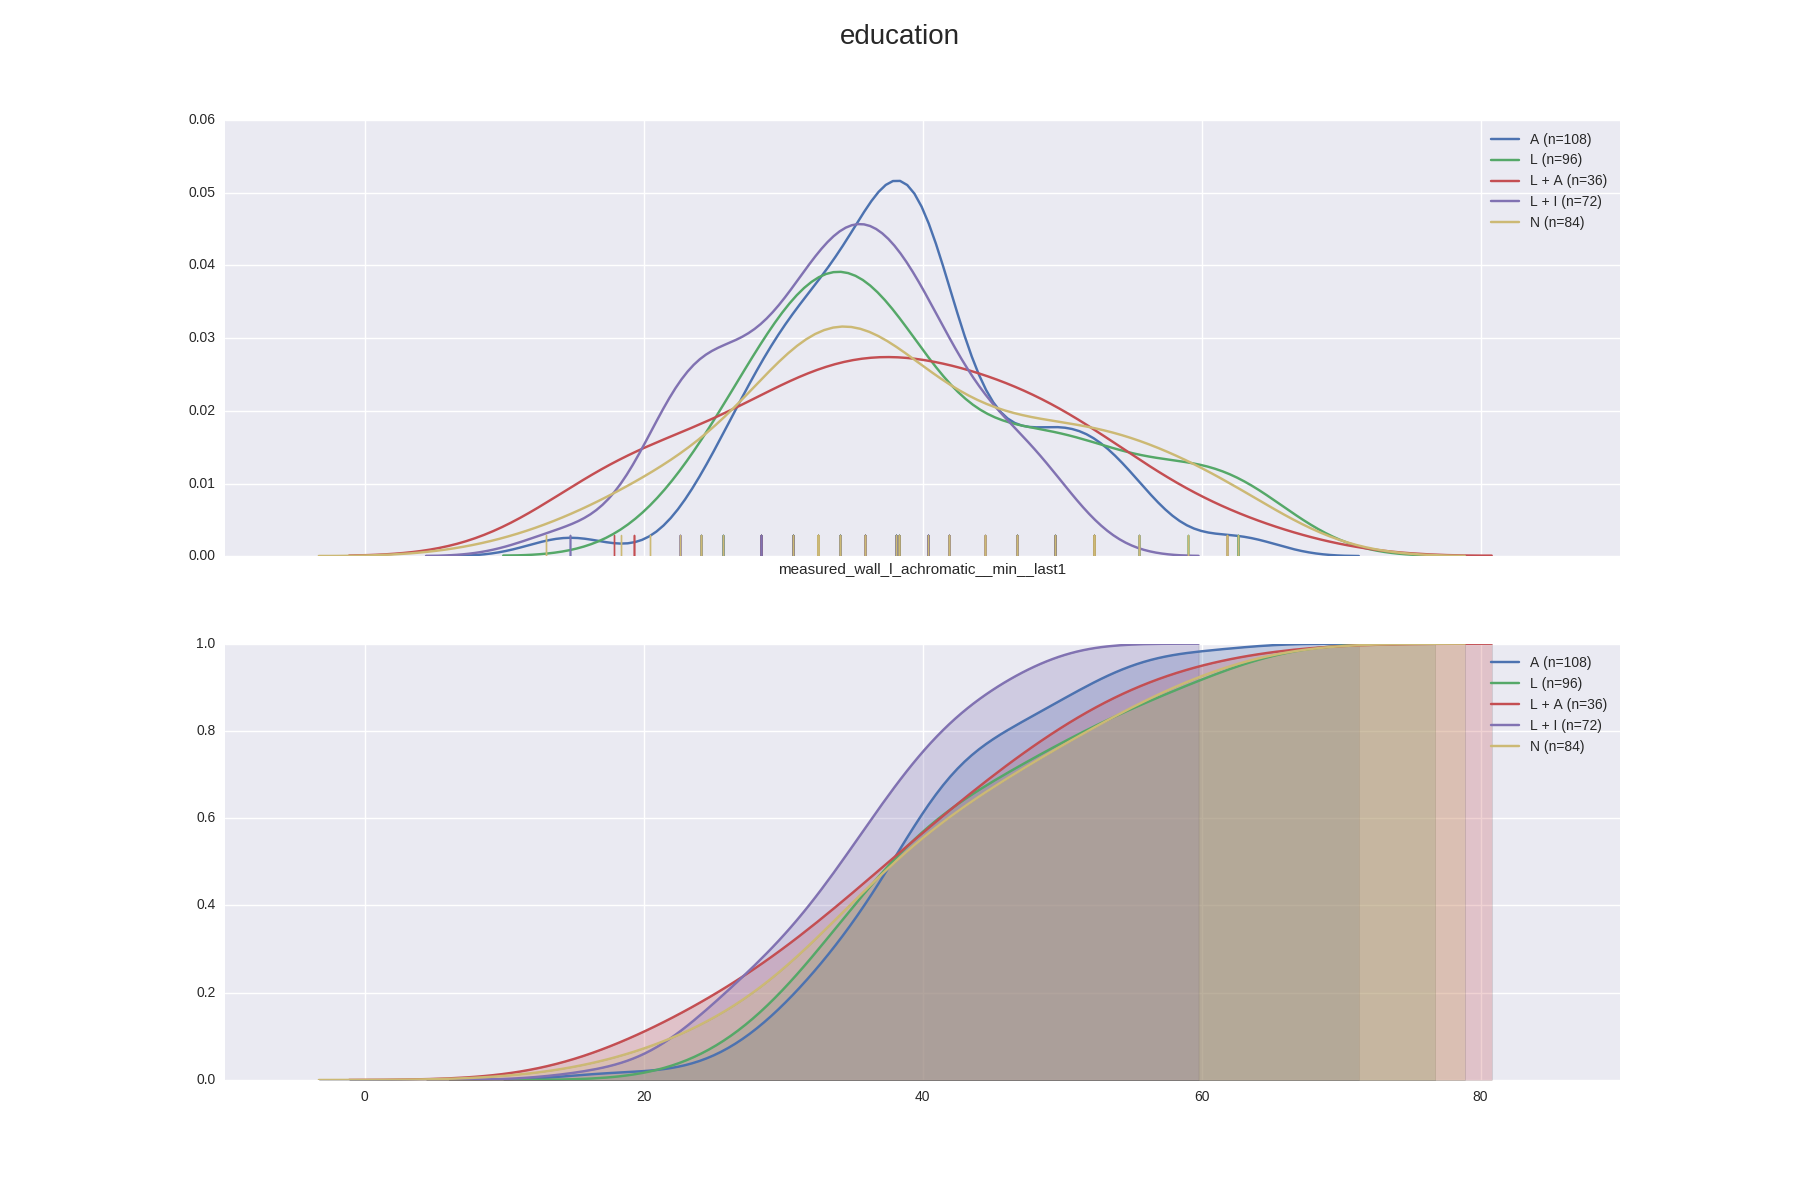 education
0.06
0.05
0.04
0.03
0.02
0.01
0.00
A (n=108)
L (n=96)
L + A (n=36)
L + I (n=72)
N (n=84)
measured_wall_l_achromatic__min__last1
1.0
0.8
0.6
0.4
0.2
0.0
A (n=108)
L (n=96)
L + A (n=36)
L + I (n=72)
N (n=84)
0 20 40 60 80